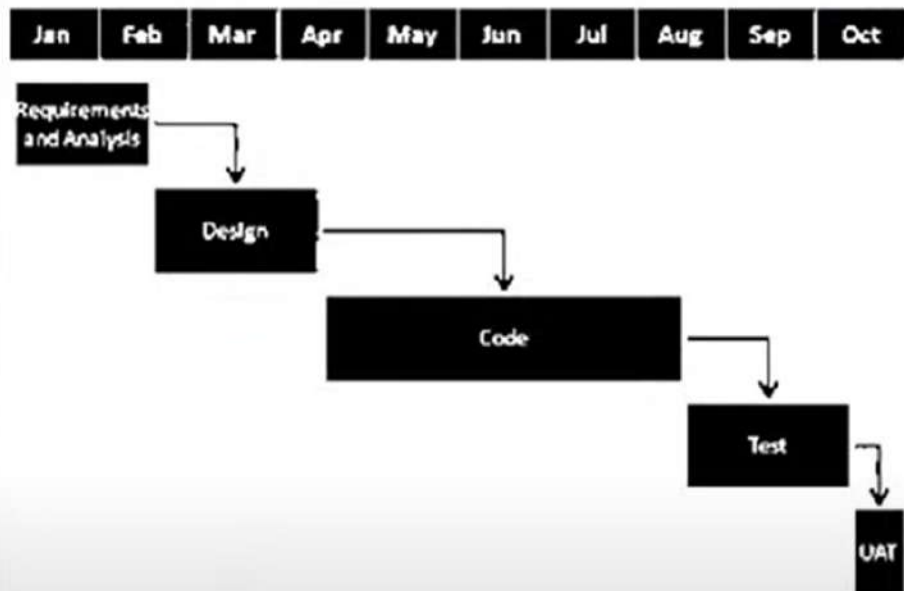 Jan Feb Mar Apr May Jun Jul Aug Sep Oct
Requirements
and Analysis
Design
Code
Test
UAT